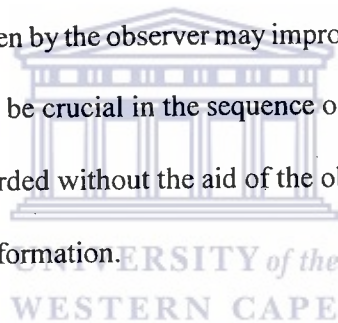 en by the observer may impro
be crucial in the sequence o
rded without the aid of the ol
formation.
UNIVERSITY of the
WESTERN CAPE